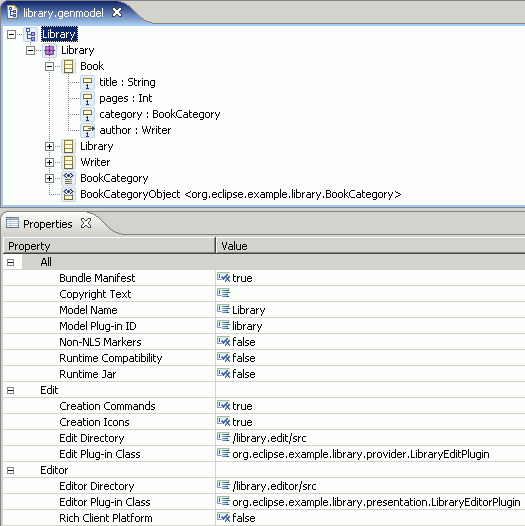 library.genmodel
Library
Library
Book
title : String
pages : Int
category : BookCategory
author : Writer
Library
Writer
BookCategory
BookCategoryObject <org.eclipse.example.library.BookCategory>
Properties
Property Value
All
Bundle Manifest true
Copyright Text
Model Name Library
Model Plug-in ID library
Non-NLS Markers false
Runtime Compatibility false
Runtime Jar false
Edit
Creation Commands true
Creation Icons true
Edit Directory /library.edit/src
Edit Plug-in Class org.eclipse.example.library.provider.LibraryEditPlugin
Editor
Editor Directory /library.editor/src
Editor Plug-in Class org.eclipse.example.library.presentation.LibraryEditorPlugin
Rich Client Platform false